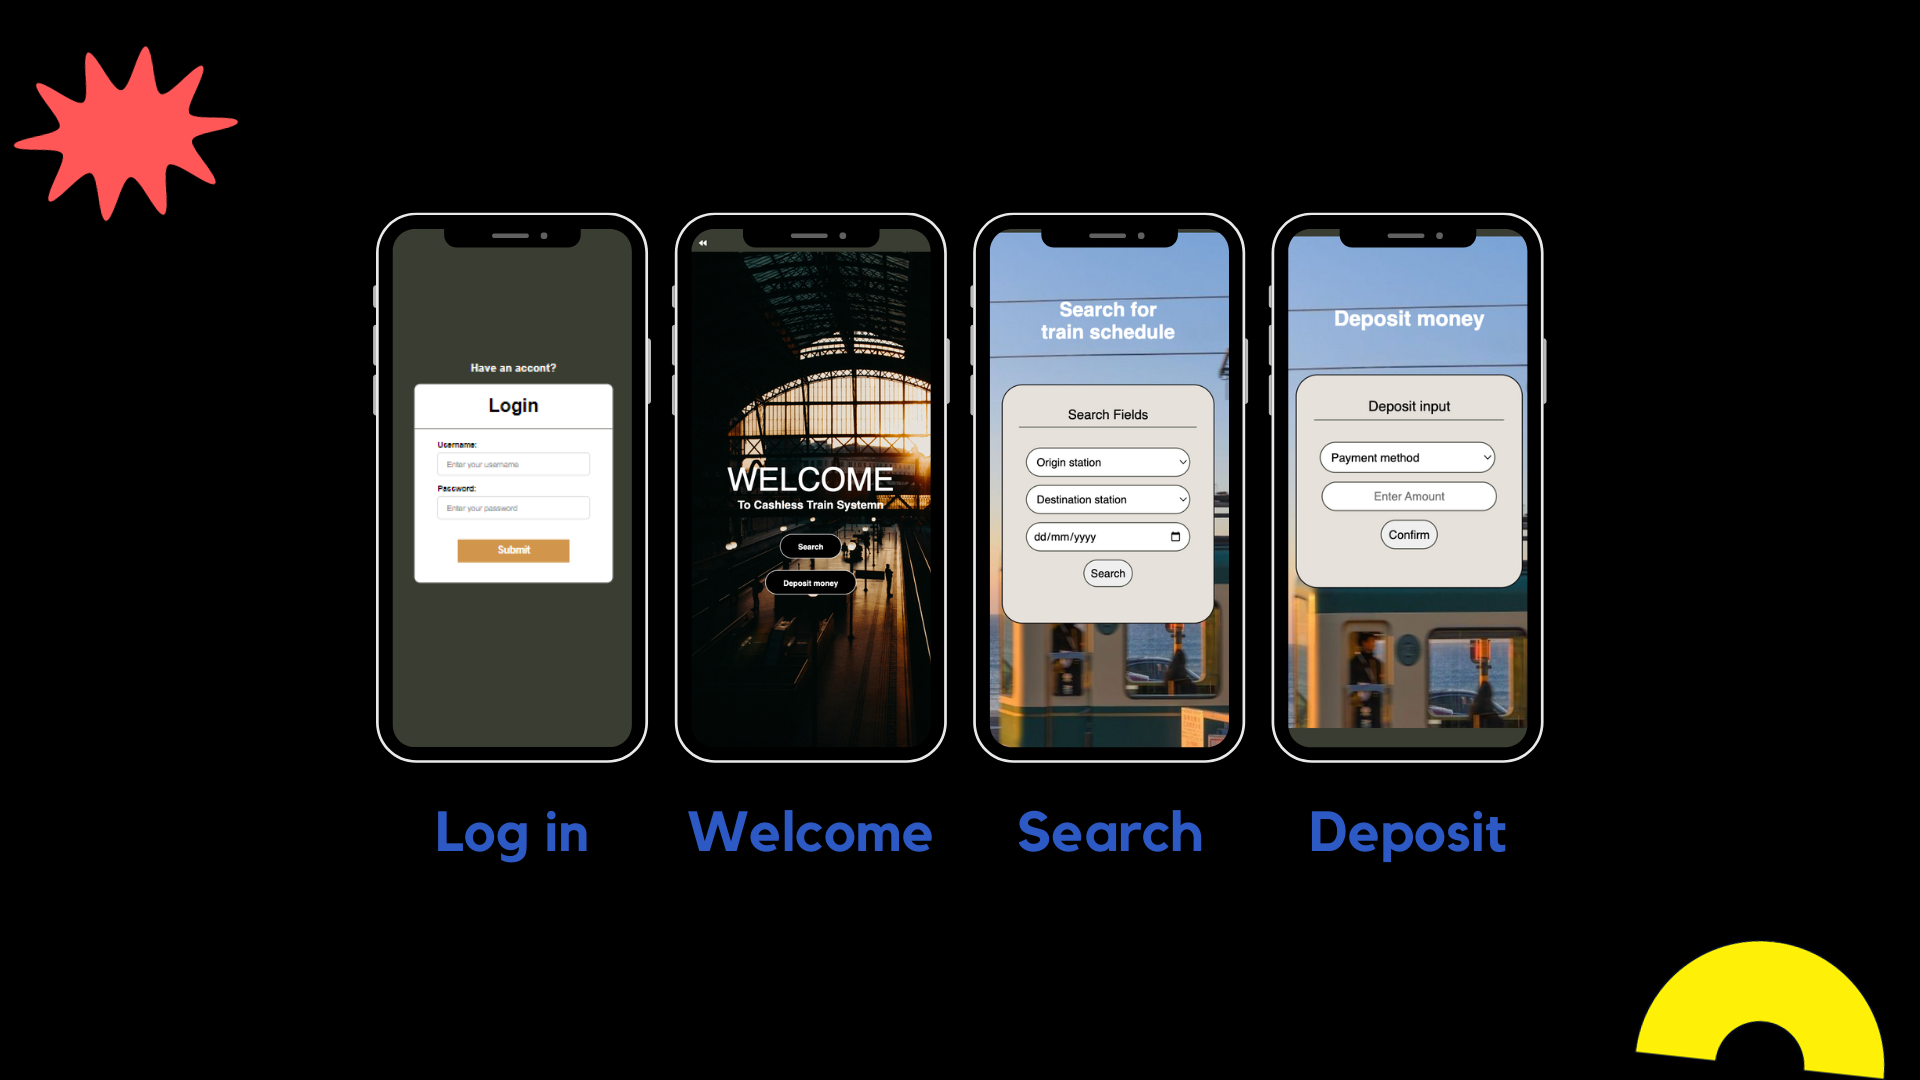 Have an accont?
Login
Username:
Enter your username
Password:
Enter your password
Submit
WELCOME
To Cashless Train Systemn
Search
Deposit money
Search for
train schedule
Search Fields
Origin station
Destination station
dd/mm/yyyy
Search
Deposit money
Deposit input
Payment method
Enter Amount
Confirm
Log in
Welcome
Search
Deposit